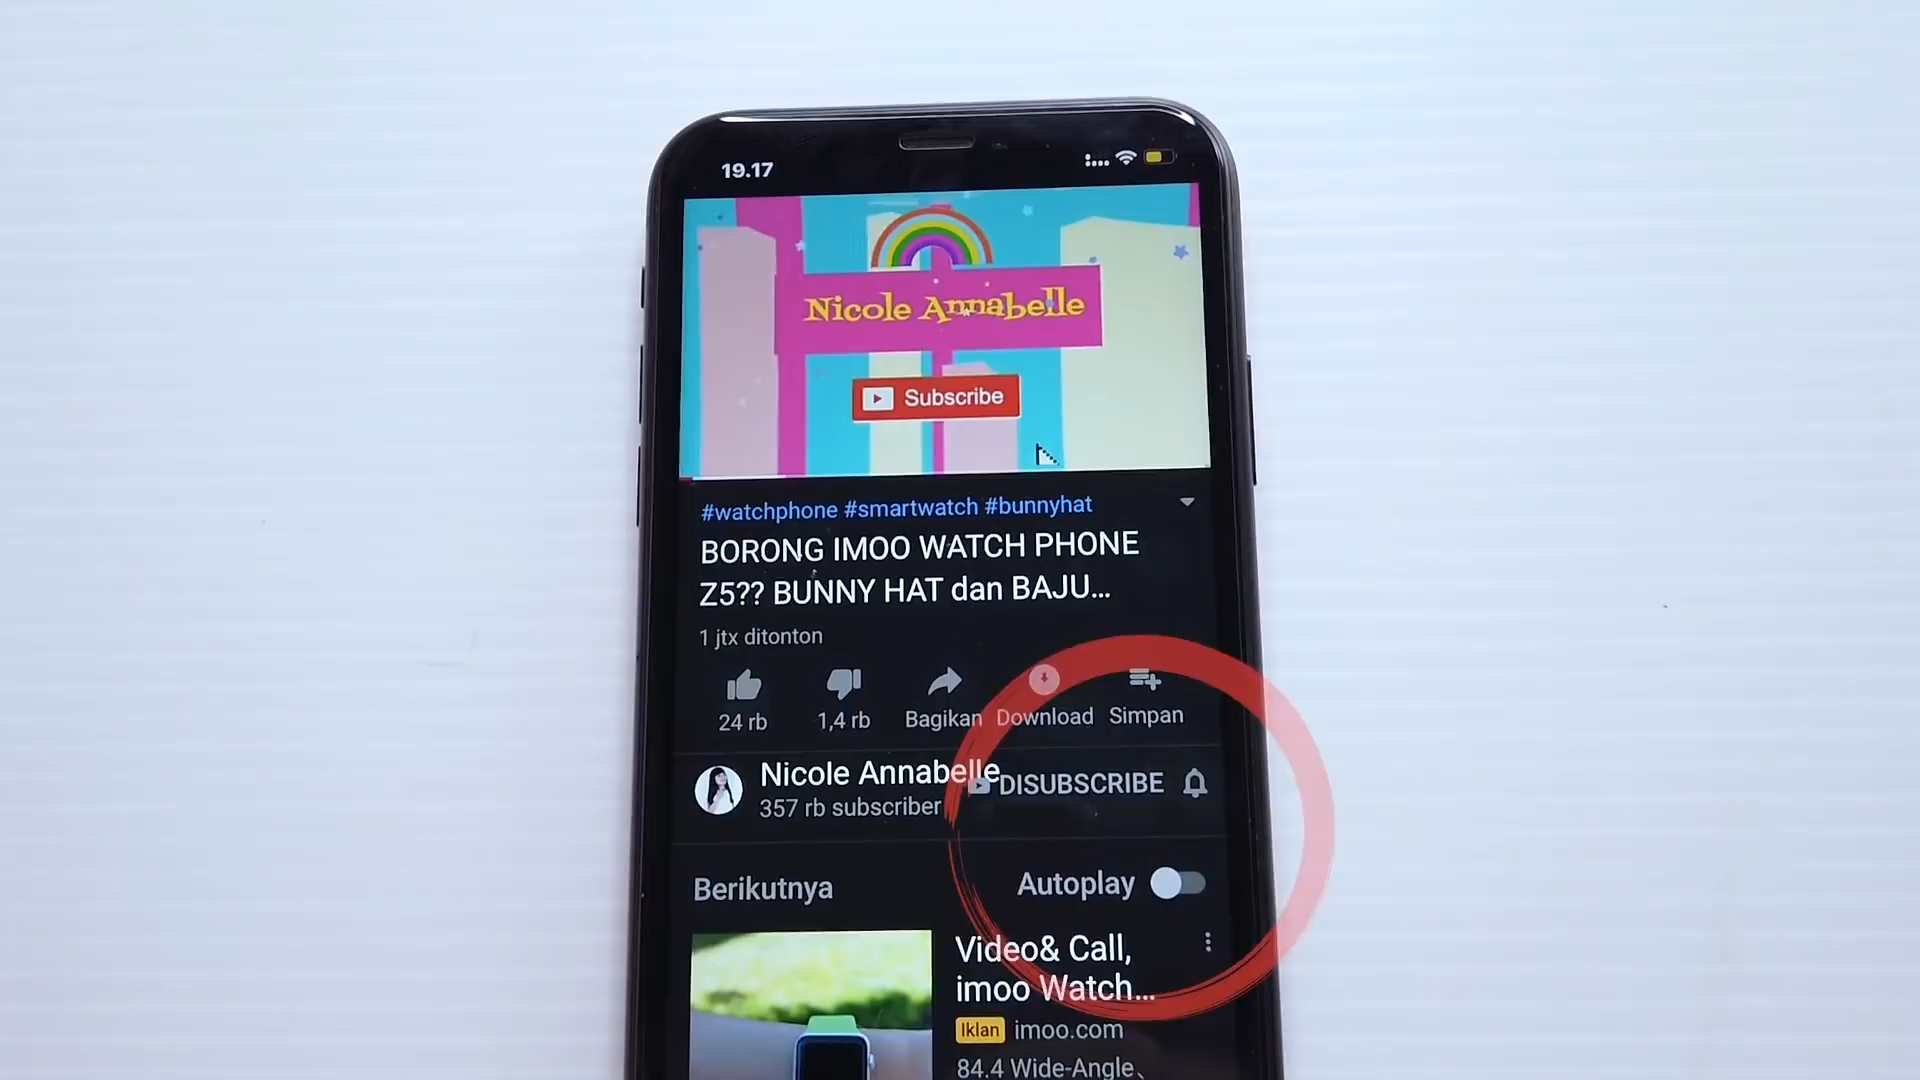 19.17
Nicole Annabelle
Subscribe
#watchphone #smartwatch #bunnyhat
BORONG IMOO WATCH PHONE
Z5?? BUNNY HAT dan BAJU...
1 jtx ditonton
24 rb
1,4 rb
Bagikan
Download
Simpan
Nicole Annabelle
357 rb subscriber
DISUBSCRIBE
Berikutnya
Autoplay
Video& Call,
imoo Watch...
Iklan imoo.com
84.4 Wide-Angle、